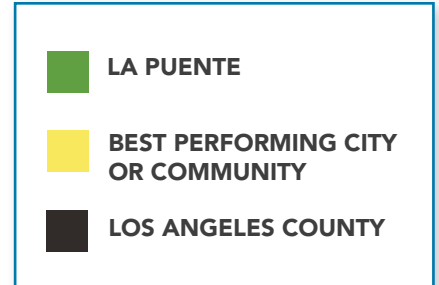 LA PUENTE
BEST PERFORMING CITY
OR COMMUNITY
LOS ANGELES COUNTY